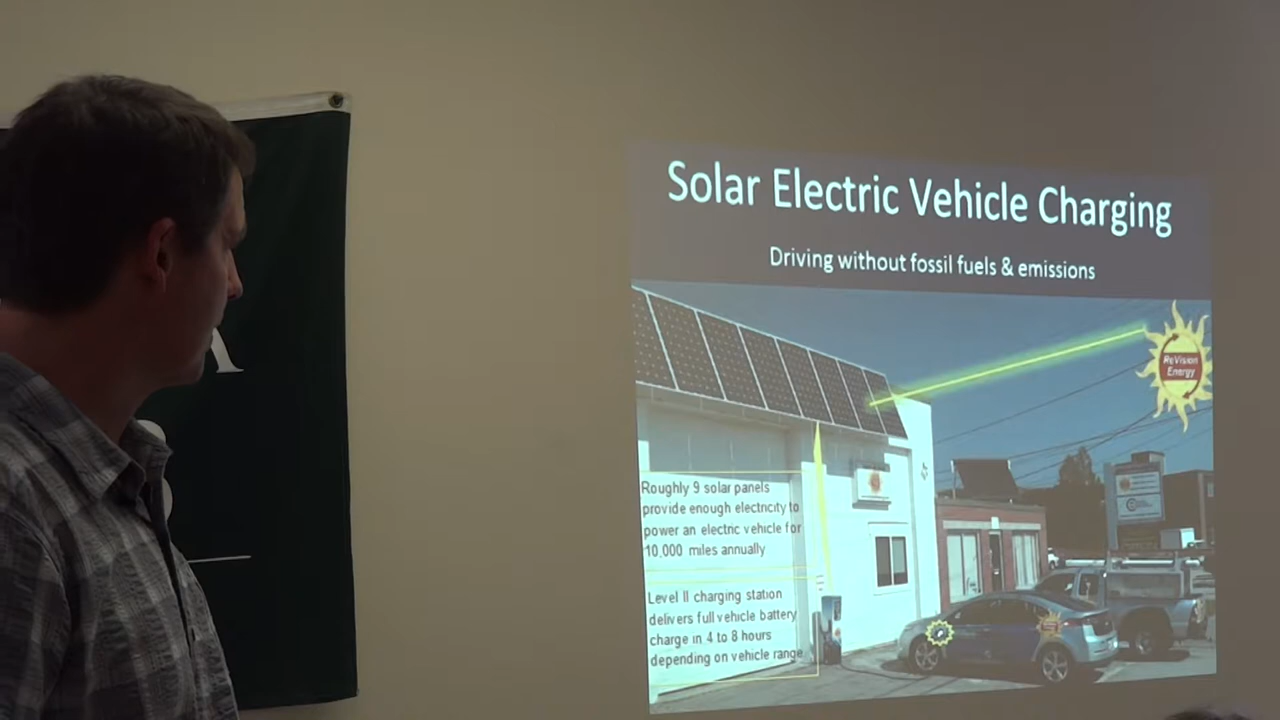 Solar Electric Vehicle Charging
Driving without fossil fuels & emissions
ReVision
Energy
Roughly 9 solar panels
provide enough electricity to
power an electric vehicle for
10,000 miles annually
Level II charging station
delivers full vehicle battery
charge in 4 to 8 hours
depending on vehicle range
A